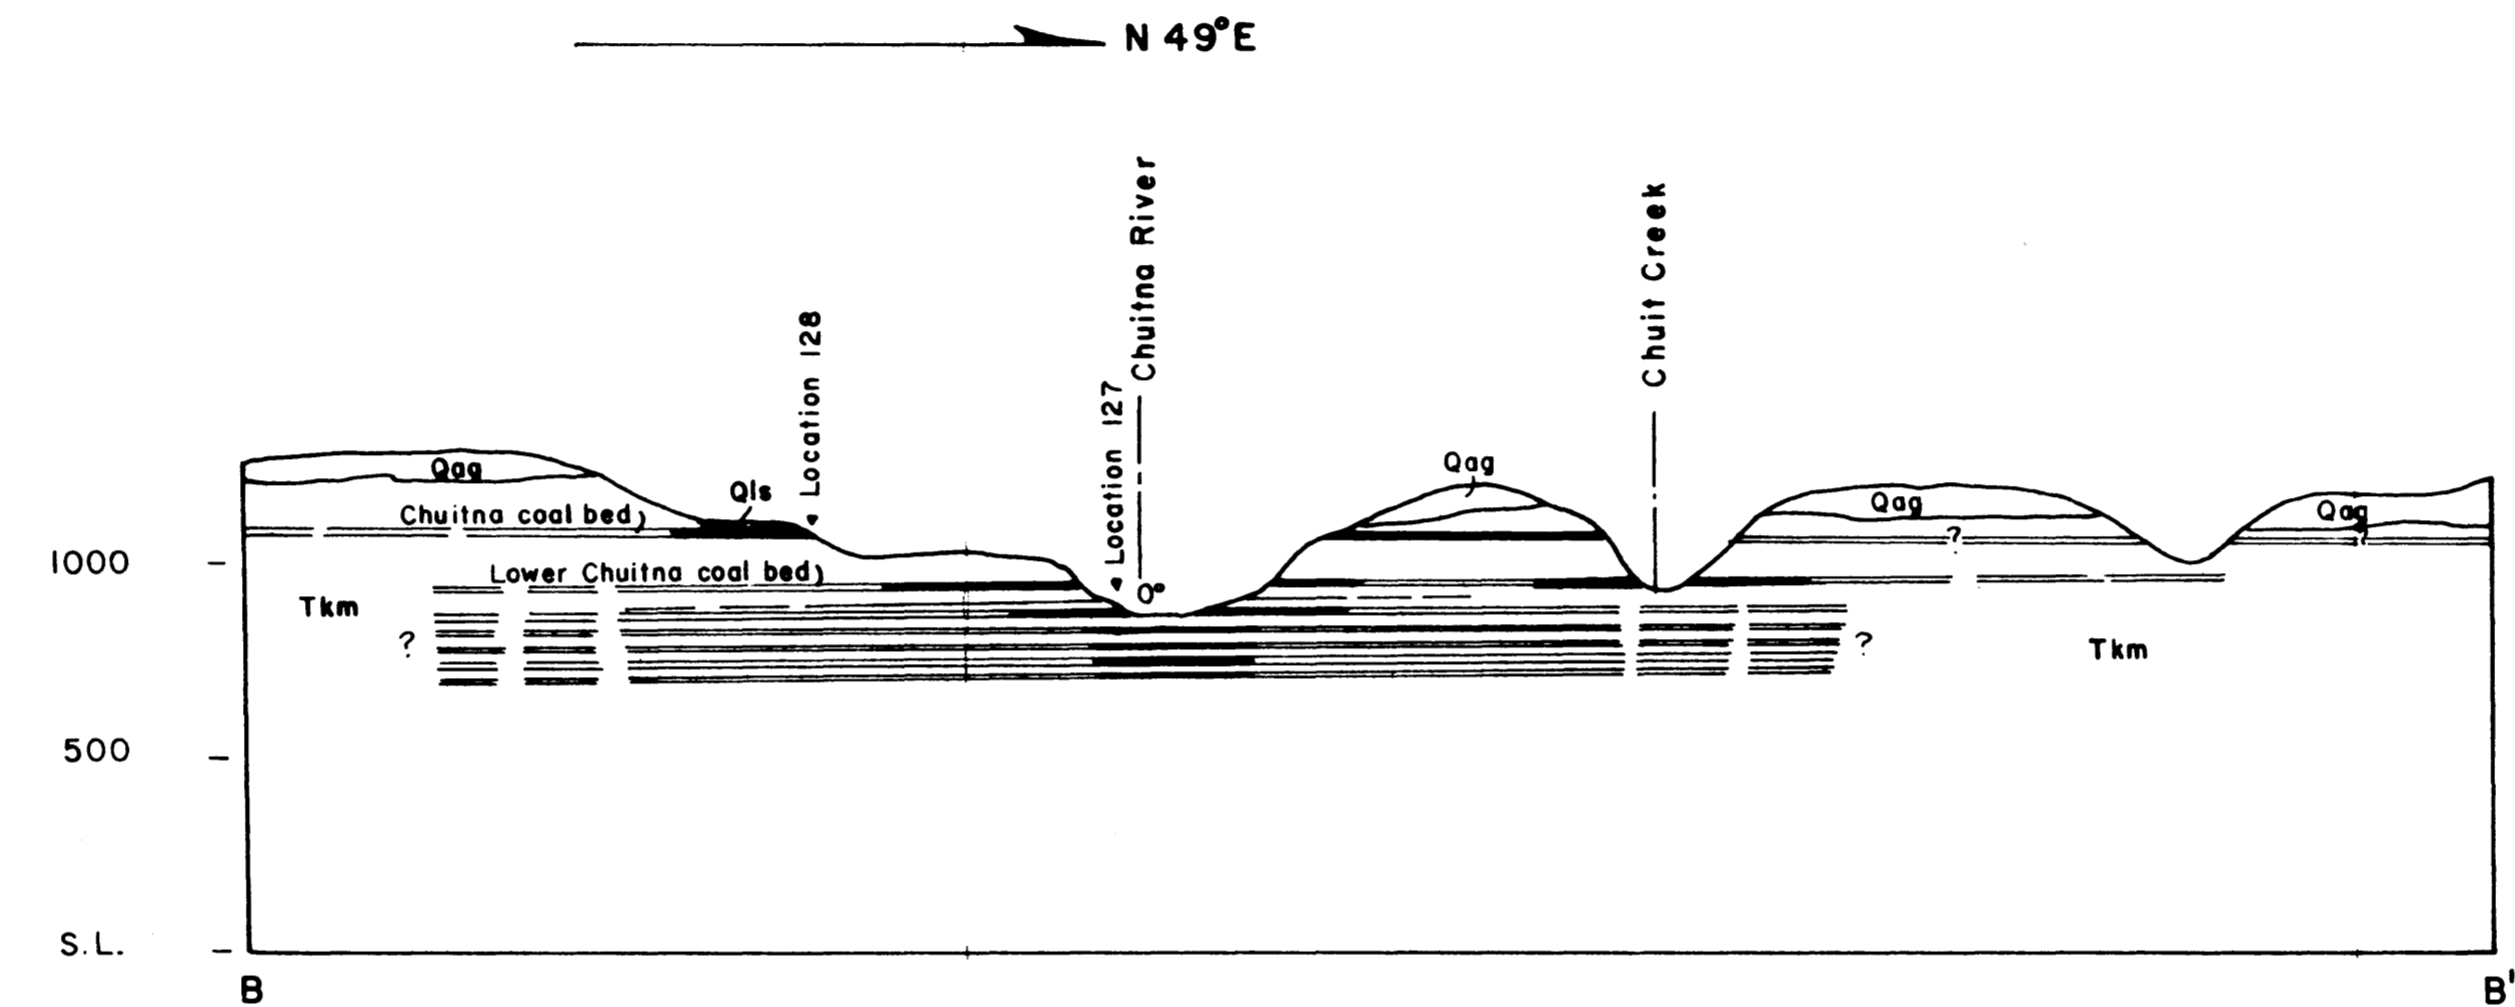 N 49°E
Chuitna River
Chuit Creek
Location 128
Location 127
Qag
Qag
Qls
Qag
Qag
Chuitna coal bed
?
?
1000
Lower Chuitna coal bed
0°
Tkm
?
?
Tkm
500
S.L.
B
B'